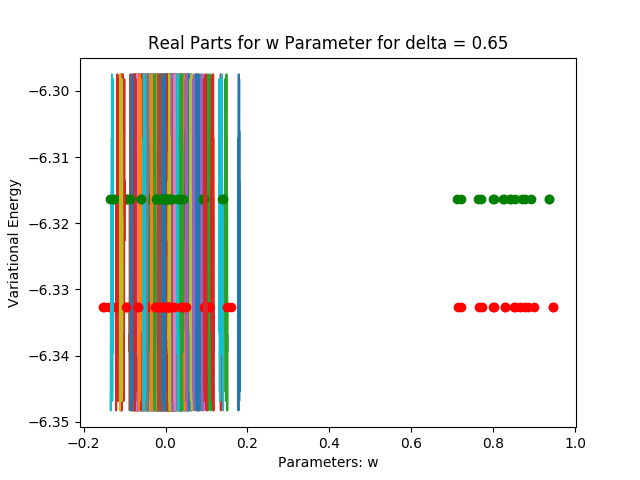 Real Parts for w Parameter for delta = 0.65
−6.30
−6.31
−6.32
−6.33
−6.34
−6.35
Variational Energy
−0.2 0.0 0.2 0.4 0.6 0.8 1.0
Parameters: w